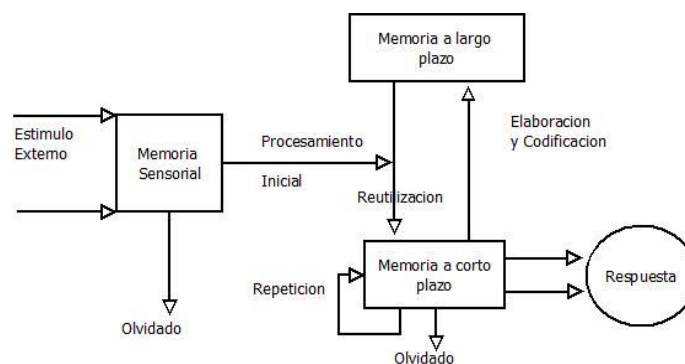 Memoria a largo
plazo
Estimulo
Externo
Memoria
Sensorial
Procesamiento
Inicial
Elaboracion
y Codificacion
Reutilizacion
Memoria a corto
plazo
Repeticion
Respuesta
Olvidado
Olvidado